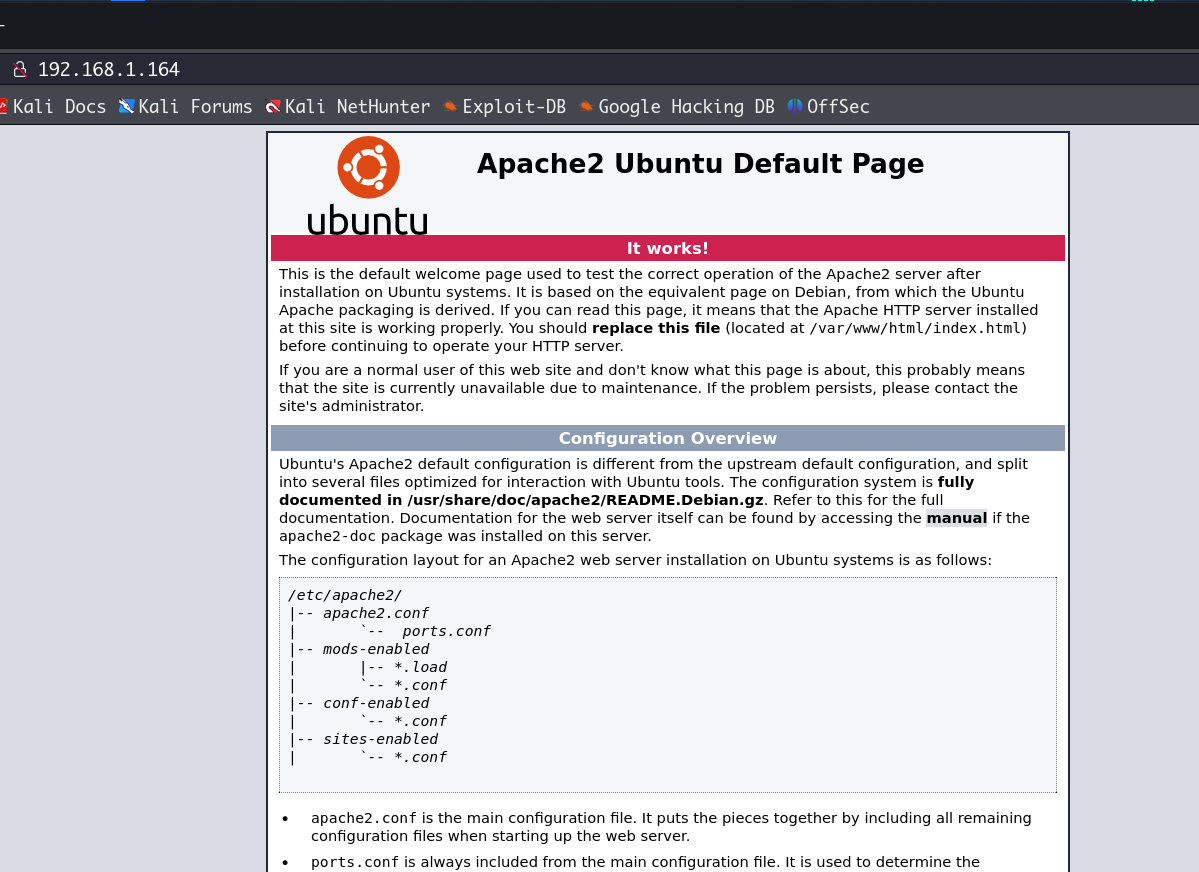 192.168.1.164
Kali Docs Kali Forums Kali NetHunter Exploit-DB Google Hacking DB OffSec
ubuntu
Apache2 Ubuntu Default Page
It works!
This is the default welcome page used to test the correct operation of the Apache2 server after
installation on Ubuntu systems. It is based on the equivalent page on Debian, from which the Ubuntu
Apache packaging is derived. If you can read this page, it means that the Apache HTTP server installed
at this site is working properly. You should replace this file (located at /var/www/html/index.html)
before continuing to operate your HTTP server.
If you are a normal user of this web site and don't know what this page is about, this probably means
that the site is currently unavailable due to maintenance. If the problem persists, please contact the
site's administrator.
Configuration Overview
Ubuntu's Apache2 default configuration is different from the upstream default configuration, and split
into several files optimized for interaction with Ubuntu tools. The configuration system is fully
documented in /usr/share/doc/apache2/README.Debian.gz. Refer to this for the full
documentation. Documentation for the web server itself can be found by accessing the manual if the
apache2-doc package was installed on this server.
The configuration layout for an Apache2 web server installation on Ubuntu systems is as follows:
/etc/apache2/
|-- apache2.conf
|       `--  ports.conf
|-- mods-enabled
|       |-- *.load
|       `-- *.conf
|-- conf-enabled
|       `-- *.conf
|-- sites-enabled
|       `-- *.conf
• apache2.conf is the main configuration file. It puts the pieces together by including all remaining
configuration files when starting up the web server.
• ports.conf is always included from the main configuration file. It is used to determine the